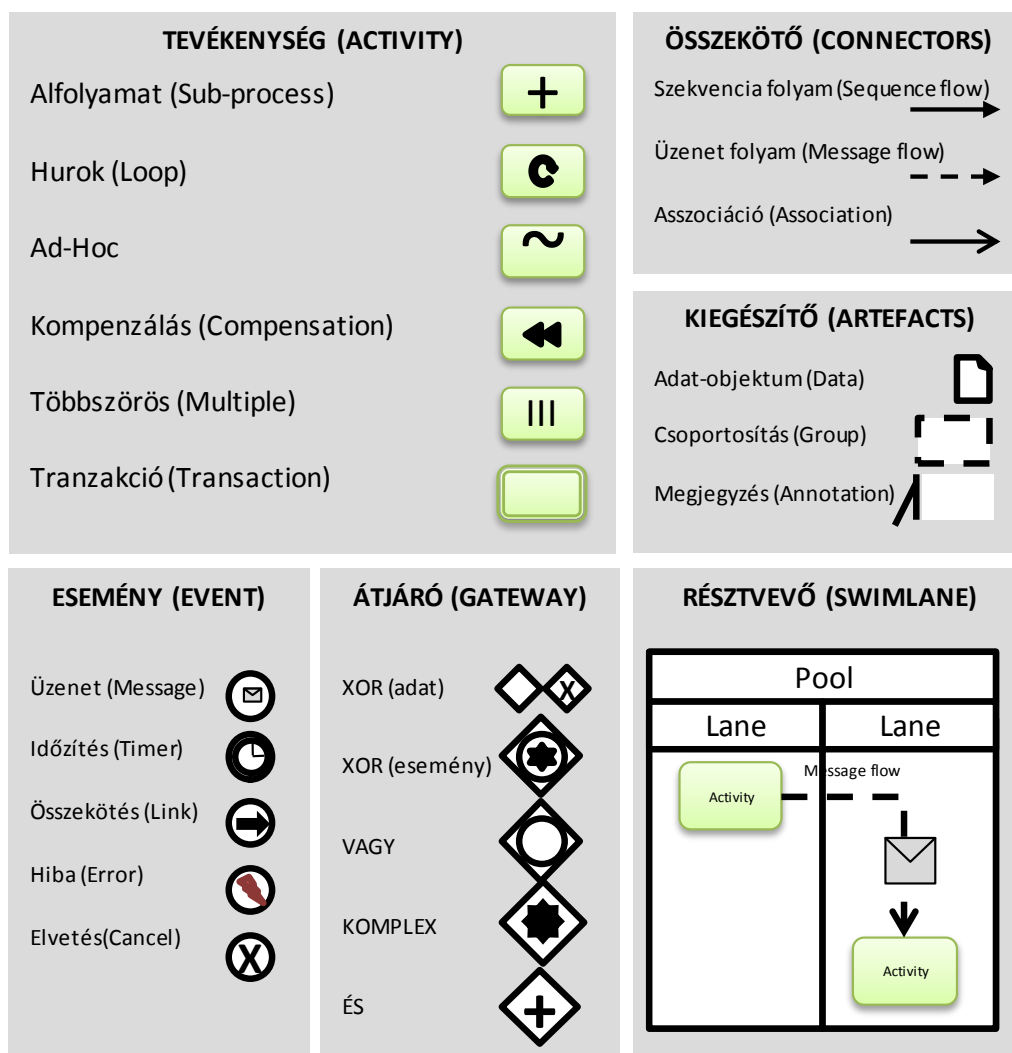 TEVÉKENYSÉG (ACTIVITY)
Alfolyamat (Sub-process)
Hurok (Loop)
Ad-Hoc
Kompenzálás (Compensation)
Többszörös (Multiple)
Tranzakció (Transaction)
ÖSSZEKÖTŐ (CONNECTORS)
Szekvencia folyam (Sequence flow)
Üzenet folyam (Message flow)
Asszociáció (Association)
KIEGÉSZÍTŐ (ARTEFACTS)
Adat-objektum (Data)
Csoportosítás (Group)
Megjegyzés (Annotation)
ESEMÉNY (EVENT)
Üzenet (Message)
Időzítés (Timer)
Összekötés (Link)
Hiba (Error)
Elvetés(Cancel)
X
ÁTJÁRÓ (GATEWAY)
XOR (adat)
X
XOR (esemény)
VAGY
KOMPLEX
ÉS
RÉSZTVEVŐ (SWIMLANE)
Pool
Lane
Lane
Message flow
Activity
Activity